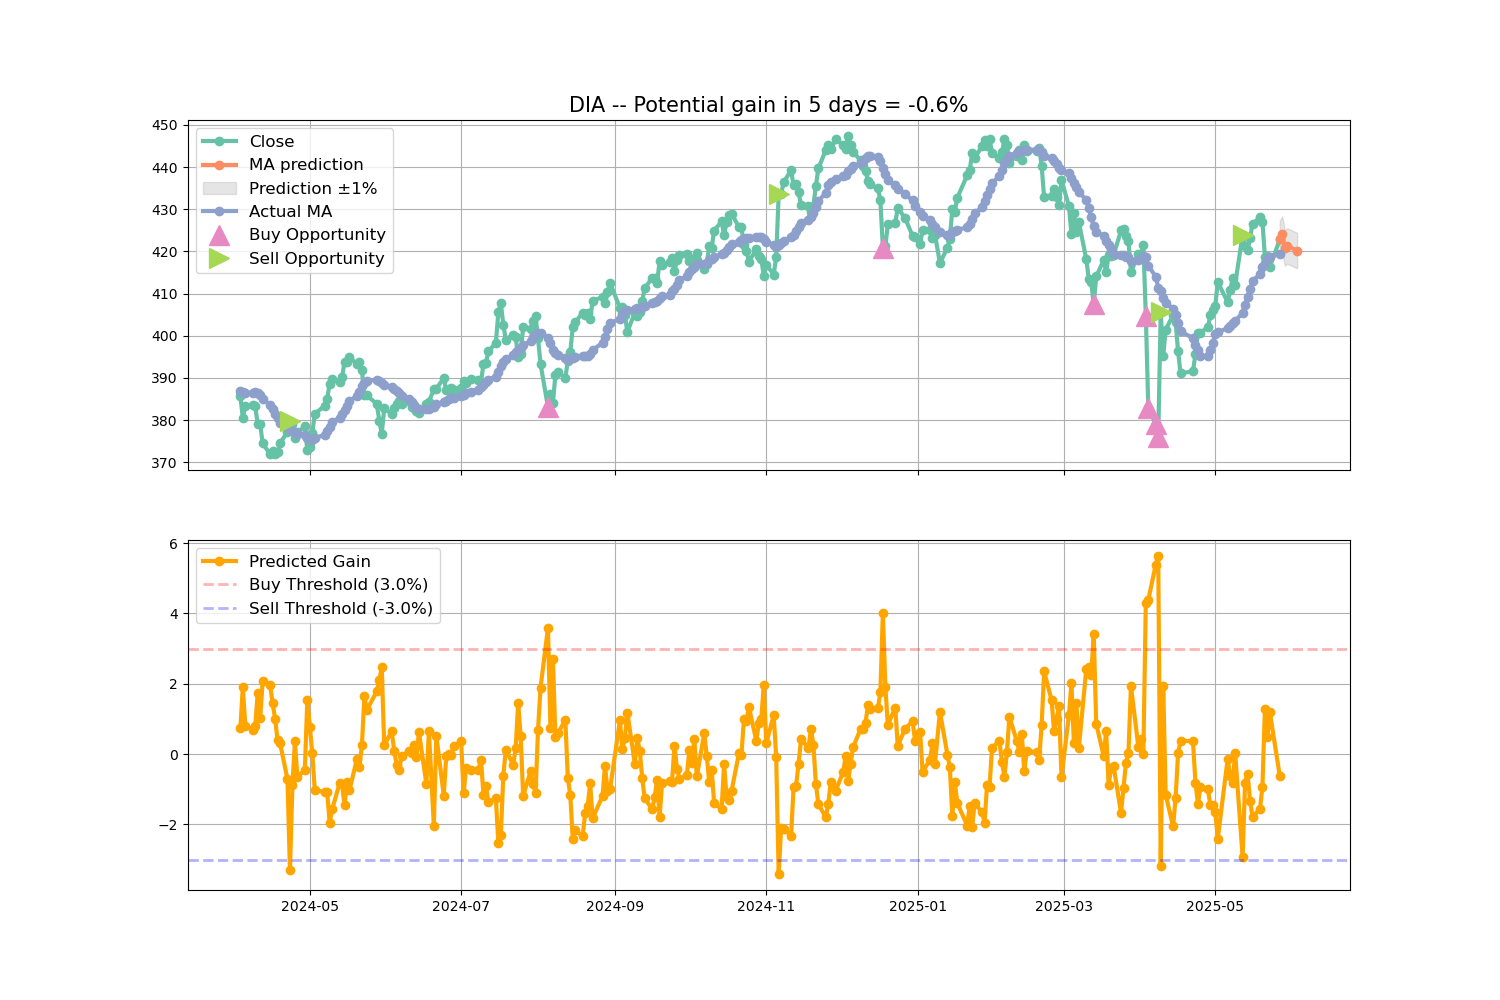 DIA -- Potential gain in 5 days = -0.6%
450
440
430
420
410
400
390
380
370
Close
MA prediction
Prediction ±1%
Actual MA
Buy Opportunity
Sell Opportunity
6
4
2
0
−2
Predicted Gain
Buy Threshold (3.0%)
Sell Threshold (-3.0%)
2024-05
2024-07
2024-09
2024-11
2025-01
2025-03
2025-05